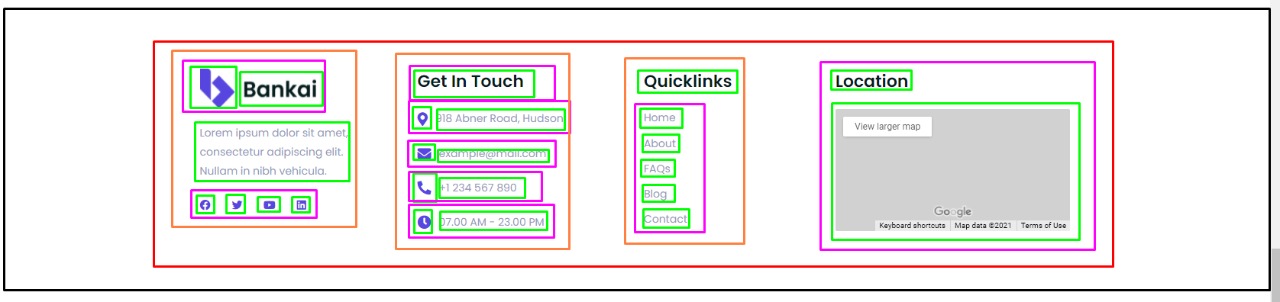 Bankai
Lorem ipsum dolor sit amet,
consectetur adipiscing elit.
Nullam in nibh vehicula.
Get In Touch
918 Abner Road, Hudson
example@mail.com
+1 234 567 890
07.00 AM - 23.00 PM
Quicklinks
Home
About
FAQs
Blog
Contact
Location
View larger map
Google
Keyboard shortcuts Map data ©2021 Terms of Use